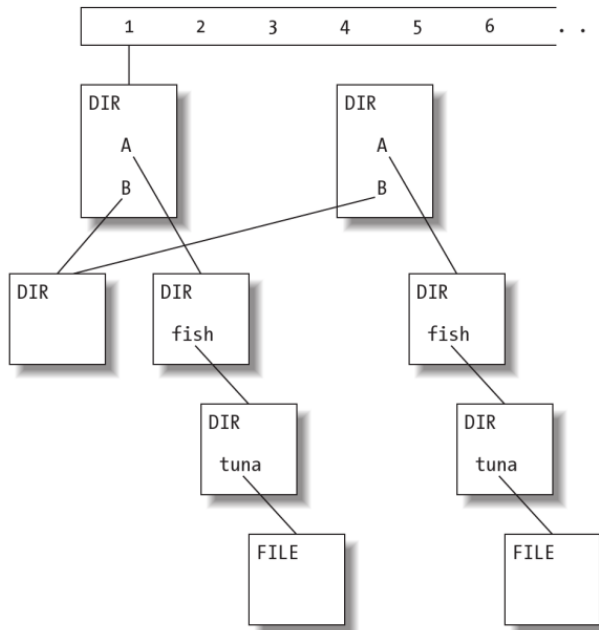 1 2 3 4 5 6 . .
DIR DIR
A A
B B
DIR DIR DIR
fish fish
DIR DIR
tuna tuna
FILE FILE